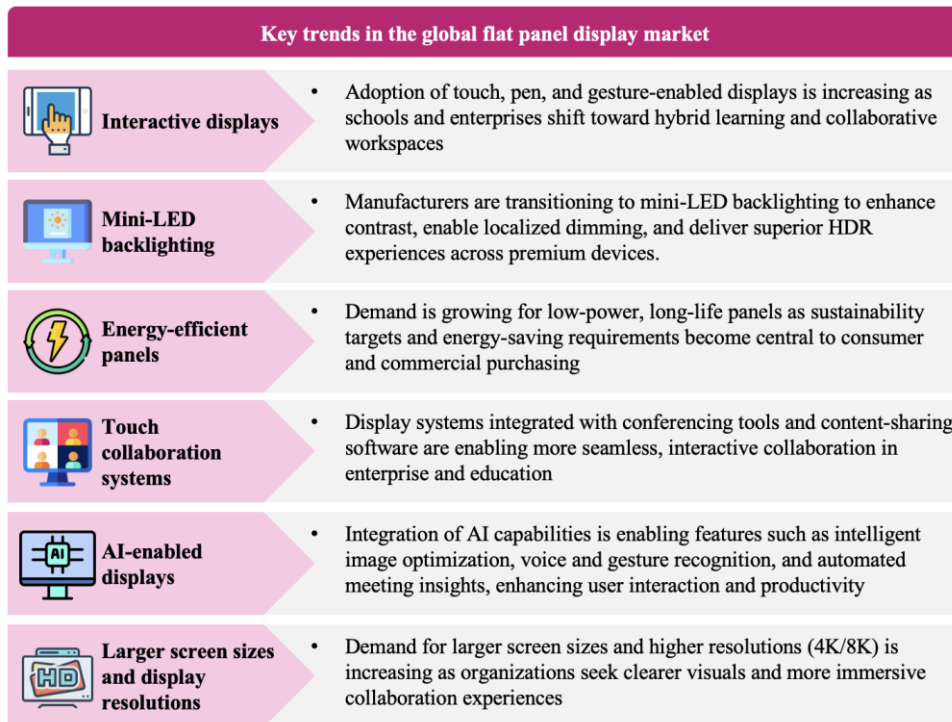 Key trends in the global flat panel display market
Interactive displays
• Adoption of touch, pen, and gesture-enabled displays is increasing as
schools and enterprises shift toward hybrid learning and collaborative
workspaces
Mini-LED
backlighting
• Manufacturers are transitioning to mini-LED backlighting to enhance
contrast, enable localized dimming, and deliver superior HDR
experiences across premium devices.
Energy-efficient
panels
• Demand is growing for low-power, long-life panels as sustainability
targets and energy-saving requirements become central to consumer
and commercial purchasing
Touch
collaboration
systems
• Display systems integrated with conferencing tools and content-sharing
software are enabling more seamless, interactive collaboration in
enterprise and education
AI
AI-enabled
displays
• Integration of AI capabilities is enabling features such as intelligent
image optimization, voice and gesture recognition, and automated
meeting insights, enhancing user interaction and productivity
HD
Larger screen sizes
and display
resolutions
• Demand for larger screen sizes and higher resolutions (4K/8K) is
increasing as organizations seek clearer visuals and more immersive
collaboration experiences